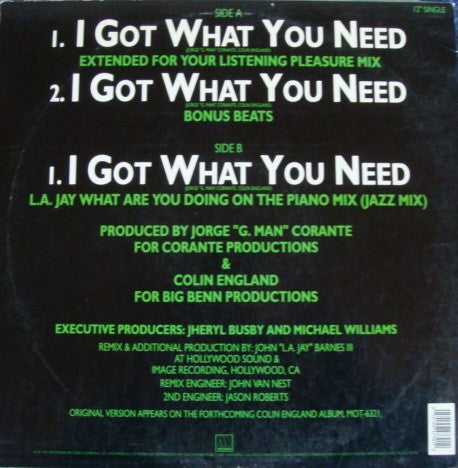 SIDE A
12" SINGLE
1. I GOT WHAT YOU NEED
(JORGE "G. MAN" CORANTE, COLIN ENGLAND)
EXTENDED FOR YOUR LISTENING PLEASURE MIX
2. I GOT WHAT YOU NEED
(JORGE "G. MAN" CORANTE, COLIN ENGLAND)
BONUS BEATS
SIDE B
1. I GOT WHAT YOU NEED
(JORGE "G. MAN" CORANTE, COLIN ENGLAND)
L.A. JAY WHAT ARE YOU DOING ON THE PIANO MIX (JAZZ MIX)
PRODUCED BY JORGE "G. MAN" CORANTE
FOR CORANTE PRODUCTIONS
&
COLIN ENGLAND
FOR BIG BENN PRODUCTIONS
EXECUTIVE PRODUCERS: JHERYL BUSBY AND MICHAEL WILLIAMS
REMIX & ADDITIONAL PRODUCTION BY: JOHN "L.A. JAY" BARNES III
AT HOLLYWOOD SOUND &
IMAGE RECORDING, HOLLYWOOD, CA
REMIX ENGINEER: JOHN VAN NEST
2ND ENGINEER: JASON ROBERTS
ORIGINAL VERSION APPEARS ON THE FORTHCOMING COLIN ENGLAND ALBUM, MOT-6321.